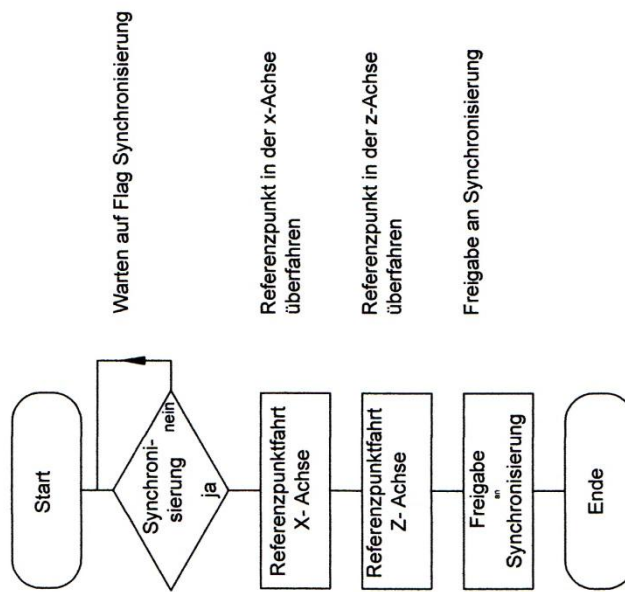 Start
Synchroni-
sierung
nein
ja
Warten auf Flag Synchronisierung
Referenzpunktfahrt
X- Achse
Referenzpunkt in der x-Achse
überfahren
Referenzpunktfahrt
Z- Achse
Referenzpunkt in der z-Achse
überfahren
Freigabe
an
Synchronisierung
Freigabe an Synchronisierung
Ende